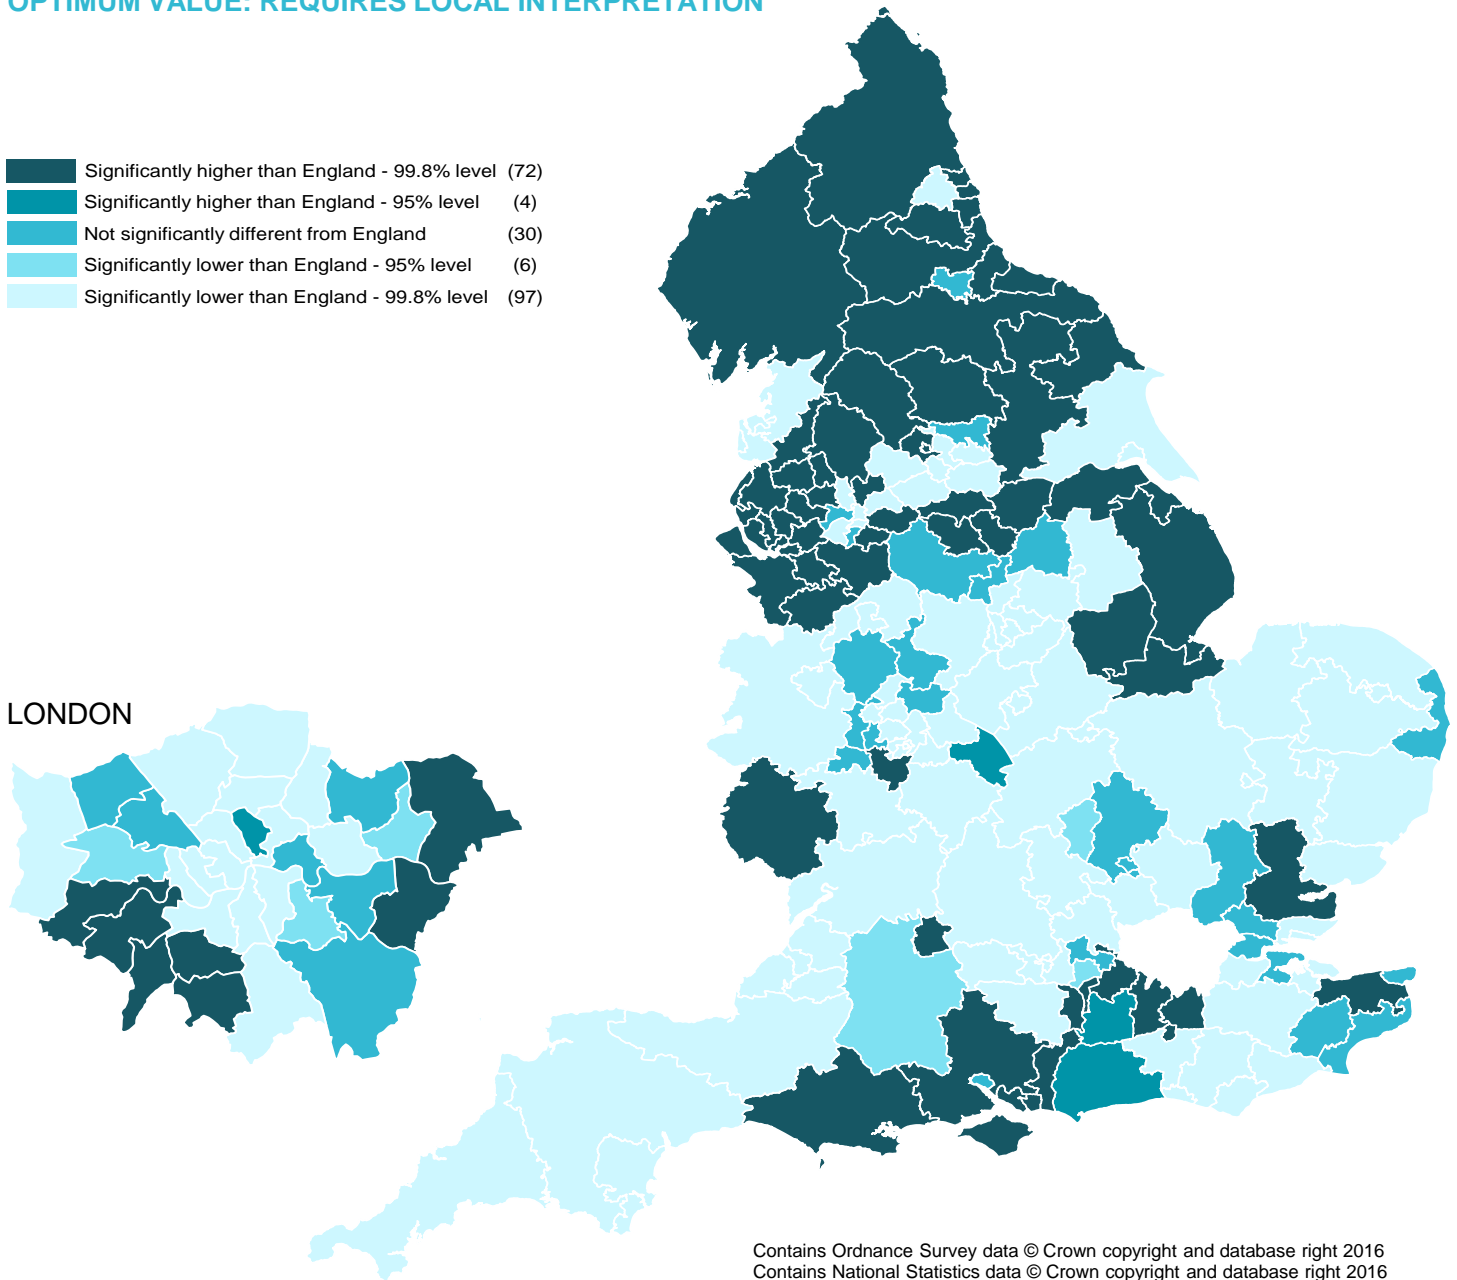 OPTIMUM VALUE: REQUIRES LOCAL INTERPRETATION
Significantly higher than England - 99.8% level (72)
Significantly higher than England - 95% level (4)
Not significantly different from England (30)
Significantly lower than England - 95% level (6)
Significantly lower than England - 99.8% level (97)
LONDON
Contains Ordnance Survey data © Crown copyright and database right 2016
Contains National Statistics data © Crown copyright and database right 2016